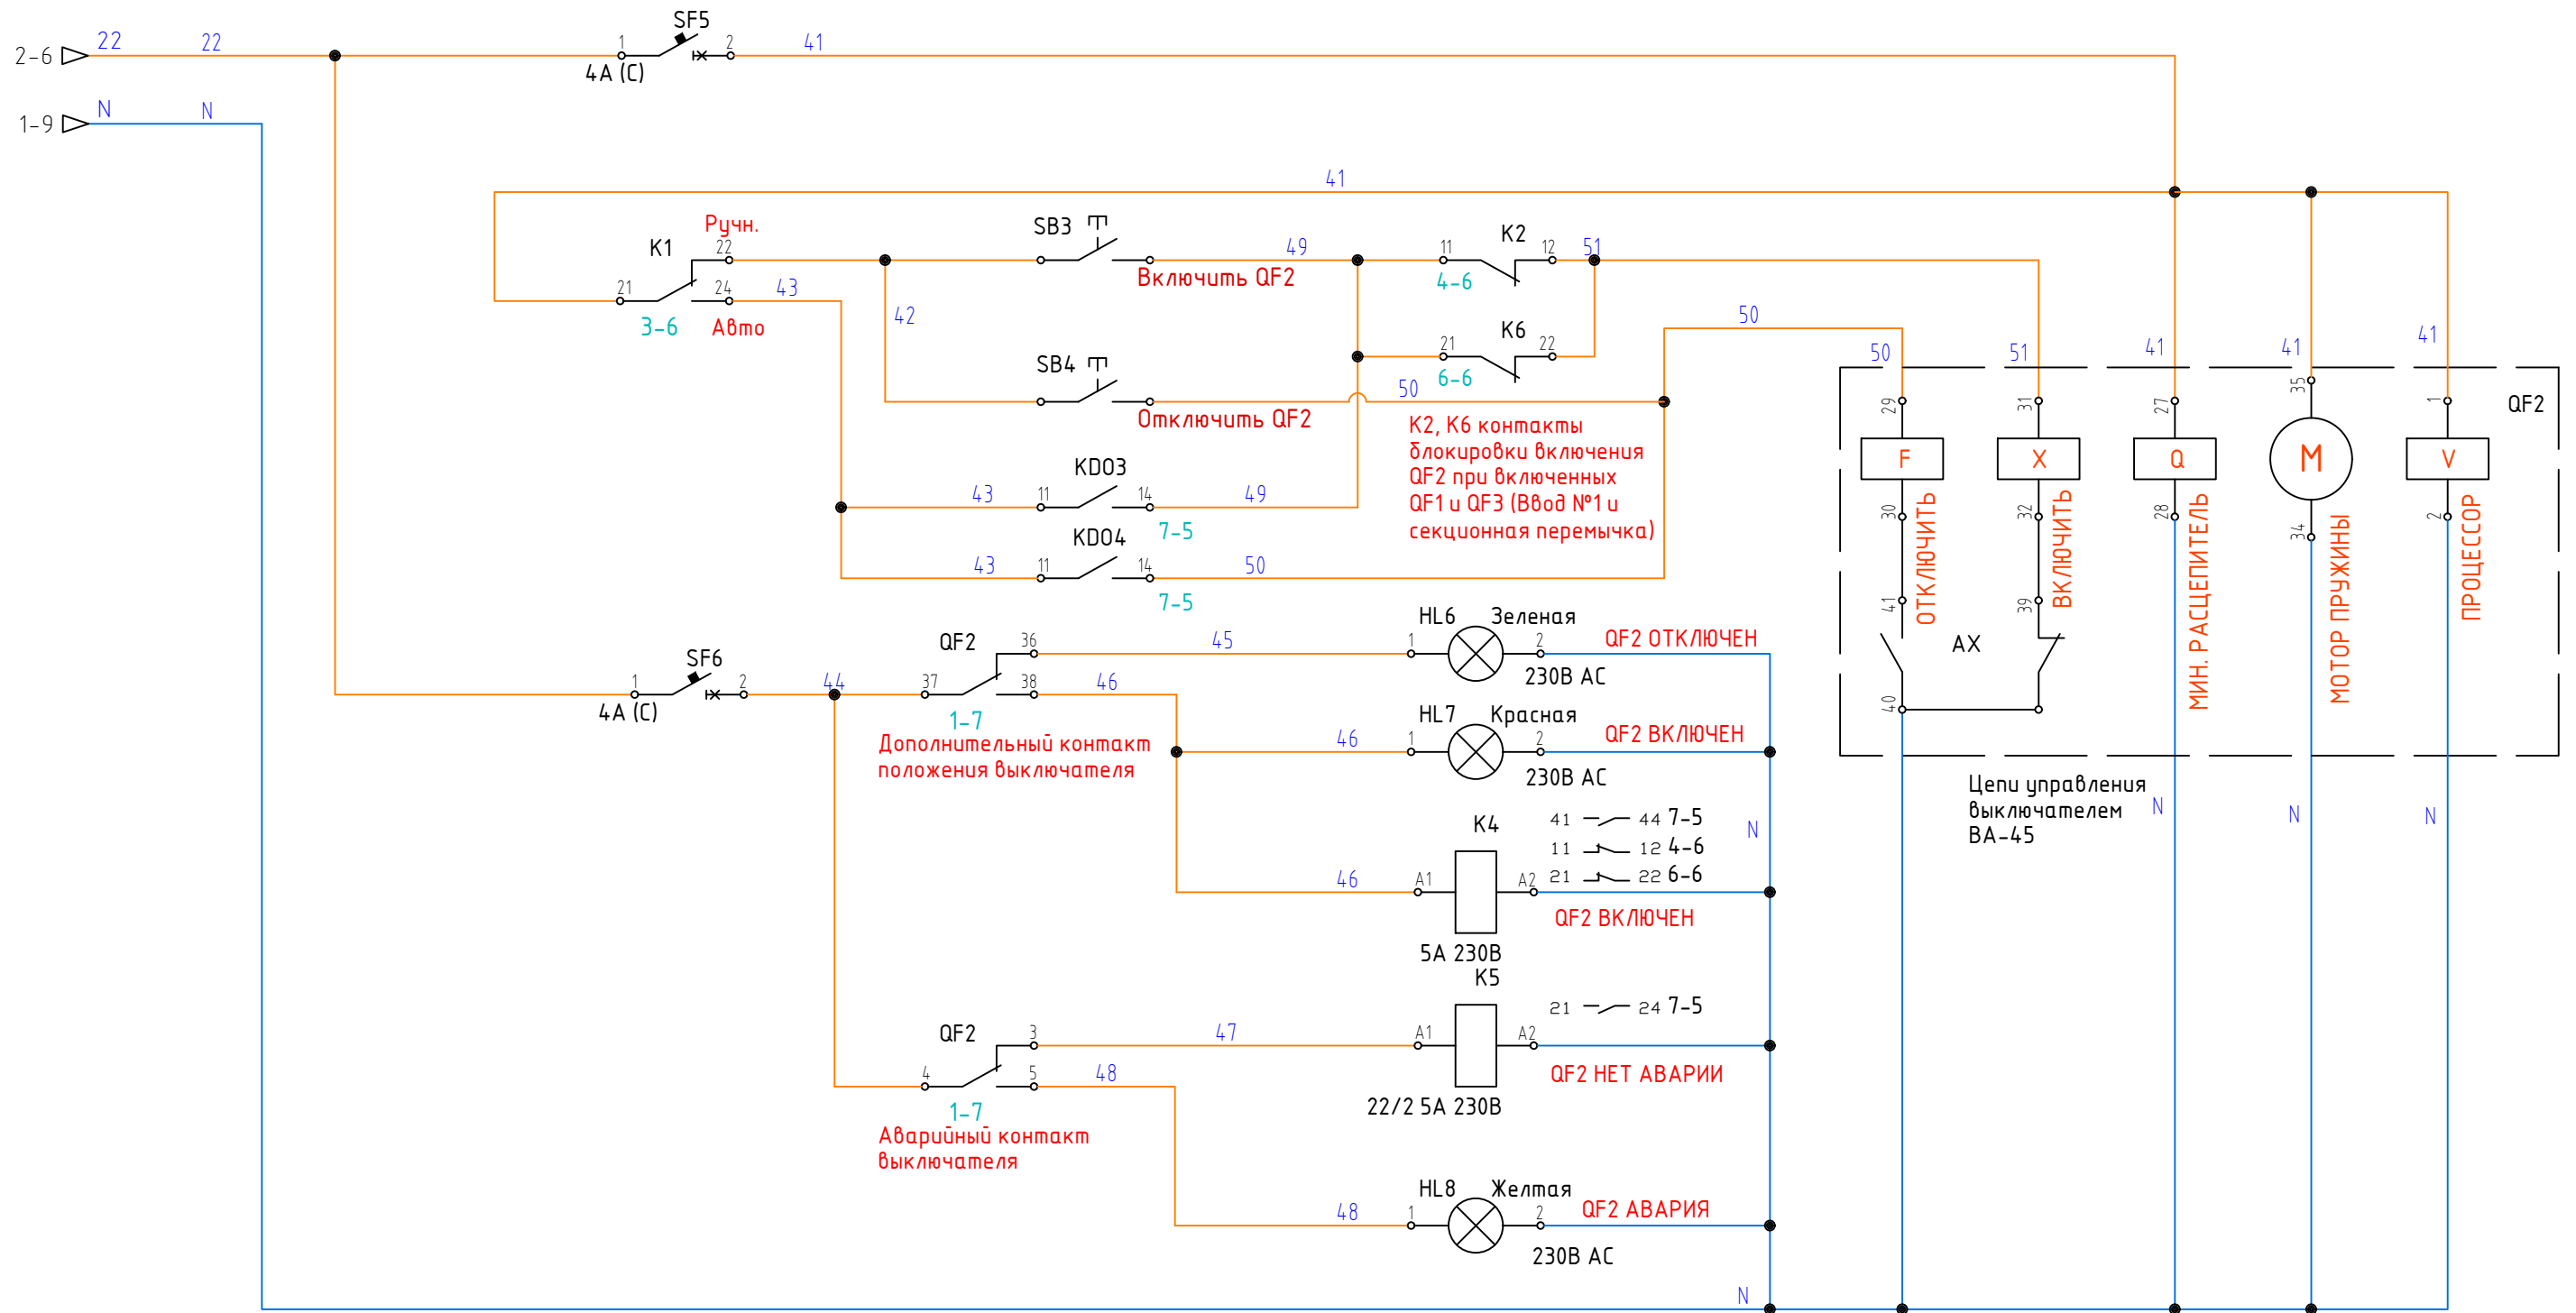 SF5
2-6
22
22
1
2
41
4А (С)
1-9
N
N
41
Ручн.
K1
22
21
24
43
3-6
Авто
42
SB3
49
Включить QF2
K2
11
12
51
4-6
K6
21
22
6-6
SB4
50
Отключить QF2
50
K2, K6 контакты
блокировки включения
QF2 при включенных
QF1 и QF3 (Ввод №1 и
секционная перемычка)
KDO3
43
11
14
49
7-5
KDO4
43
11
14
50
7-5
50
51
41
41
41
QF2
29
31
27
35
1
F
X
Q
M
V
30
32
28
34
2
ОТКЛЮЧИТЬ
ВКЛЮЧИТЬ
МИН. РАСЦЕПИТЕЛЬ
МОТОР ПРУЖИНЫ
ПРОЦЕССОР
41
39
AX
40
Цепи управления
выключателем
ВА-45
N
N
N
SF6
1
2
44
4А (С)
QF2
36
45
37
38
46
1-7
Дополнительный контакт
положения выключателя
HL6
Зеленая
1
2
QF2 ОТКЛЮЧЕН
230В АС
HL7
Красная
46
1
2
QF2 ВКЛЮЧЕН
230В АС
K4
41
44 7-5
11
12 4-6
21
22 6-6
N
46
A1
A2
QF2 ВКЛЮЧЕН
5А 230В
K5
21
24 7-5
QF2
3
47
A1
A2
4
5
48
QF2 НЕТ АВАРИИ
1-7
22/2 5А 230В
Аварийный контакт
выключателя
HL8
Желтая
48
1
2
QF2 АВАРИЯ
230В АС
N